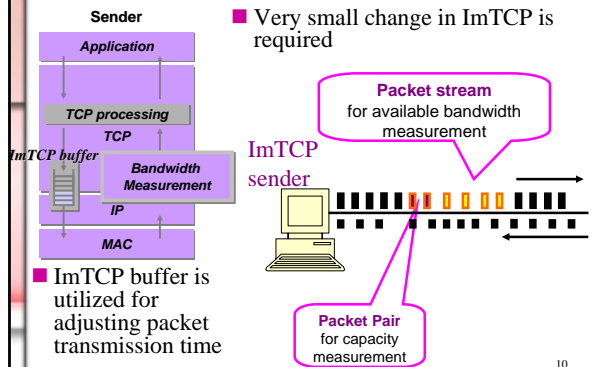 Sender
Application
TCP processing
TCP
ImTCP buffer
Bandwidth
Measurement
IP
MAC
■ ImTCP buffer is
utilized for
adjusting packet
transmission time
■ Very small change in ImTCP is
required
Packet stream
for available bandwidth
measurement
ImTCP
sender
Packet Pair
for capacity
measurement
10